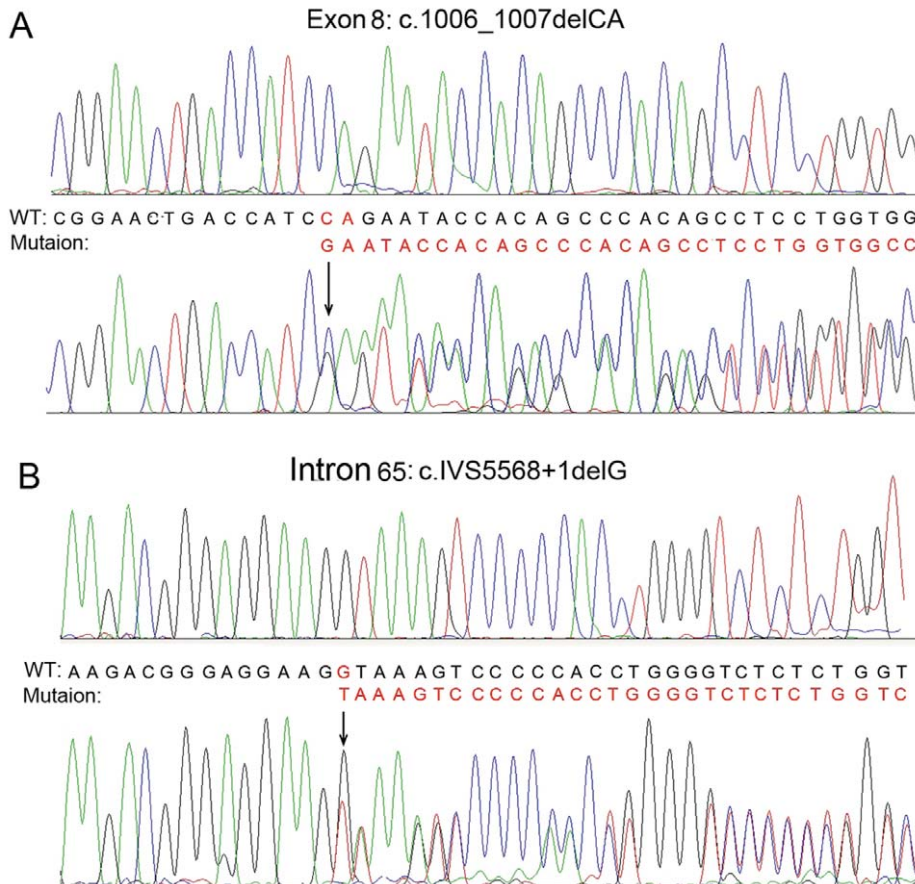 A
Exon 8: c.1006_1007delCA
WT: CGGAACTGACCATCCAGAATACCACAGCCCACAGCCTCCTGGTGG
Mutaion: GAATACCACAGCCCACAGCCTCCTGGTGGCC
B
Intron 65: c.IVS5568+1delG
WT: AAGACGGGAGGAAGGTAAAGTCCCCCACCTGGGGTCTCTCTGGT
Mutaion: TAAAGTCCCCCACCTGGGGTCTCTCTGGTC